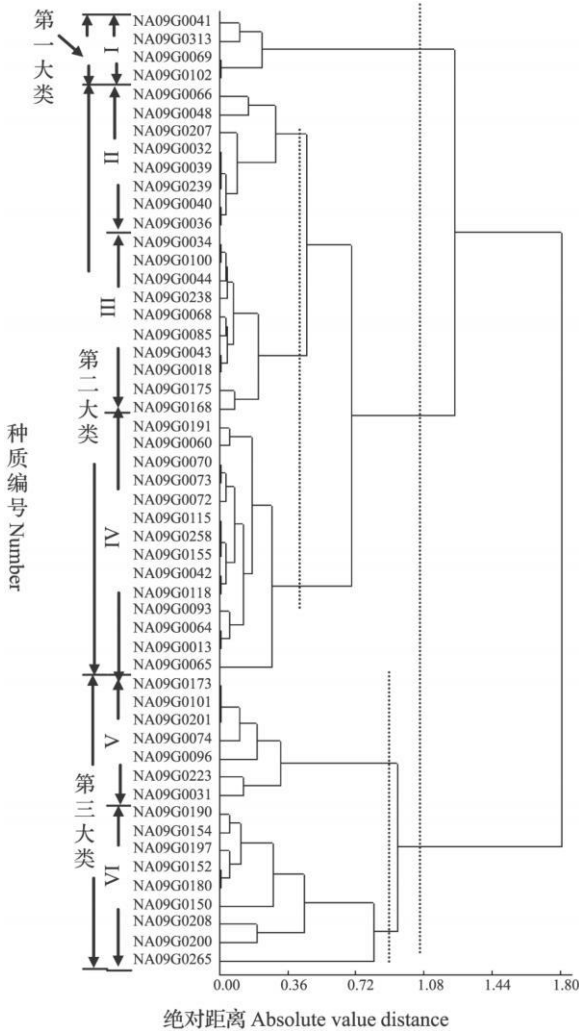 第一大类
第二大类
第三大类
I
II
III
IV
V
VI
种质编号 Number
NA09G0041
NA09G0313
NA09G0069
NA09G0102
NA09G0066
NA09G0048
NA09G0207
NA09G0032
NA09G0039
NA09G0239
NA09G0040
NA09G0036
NA09G0034
NA09G0100
NA09G0044
NA09G0238
NA09G0068
NA09G0085
NA09G0043
NA09G0018
NA09G0175
NA09G0168
NA09G0191
NA09G0060
NA09G0070
NA09G0073
NA09G0072
NA09G0115
NA09G0258
NA09G0155
NA09G0042
NA09G0118
NA09G0093
NA09G0064
NA09G0013
NA09G0065
NA09G0173
NA09G0101
NA09G0201
NA09G0074
NA09G0096
NA09G0223
NA09G0031
NA09G0190
NA09G0154
NA09G0197
NA09G0152
NA09G0180
NA09G0150
NA09G0208
NA09G0200
NA09G0265
0.00 0.36 0.72 1.08 1.44 1.80
绝对距离 Absolute value distance